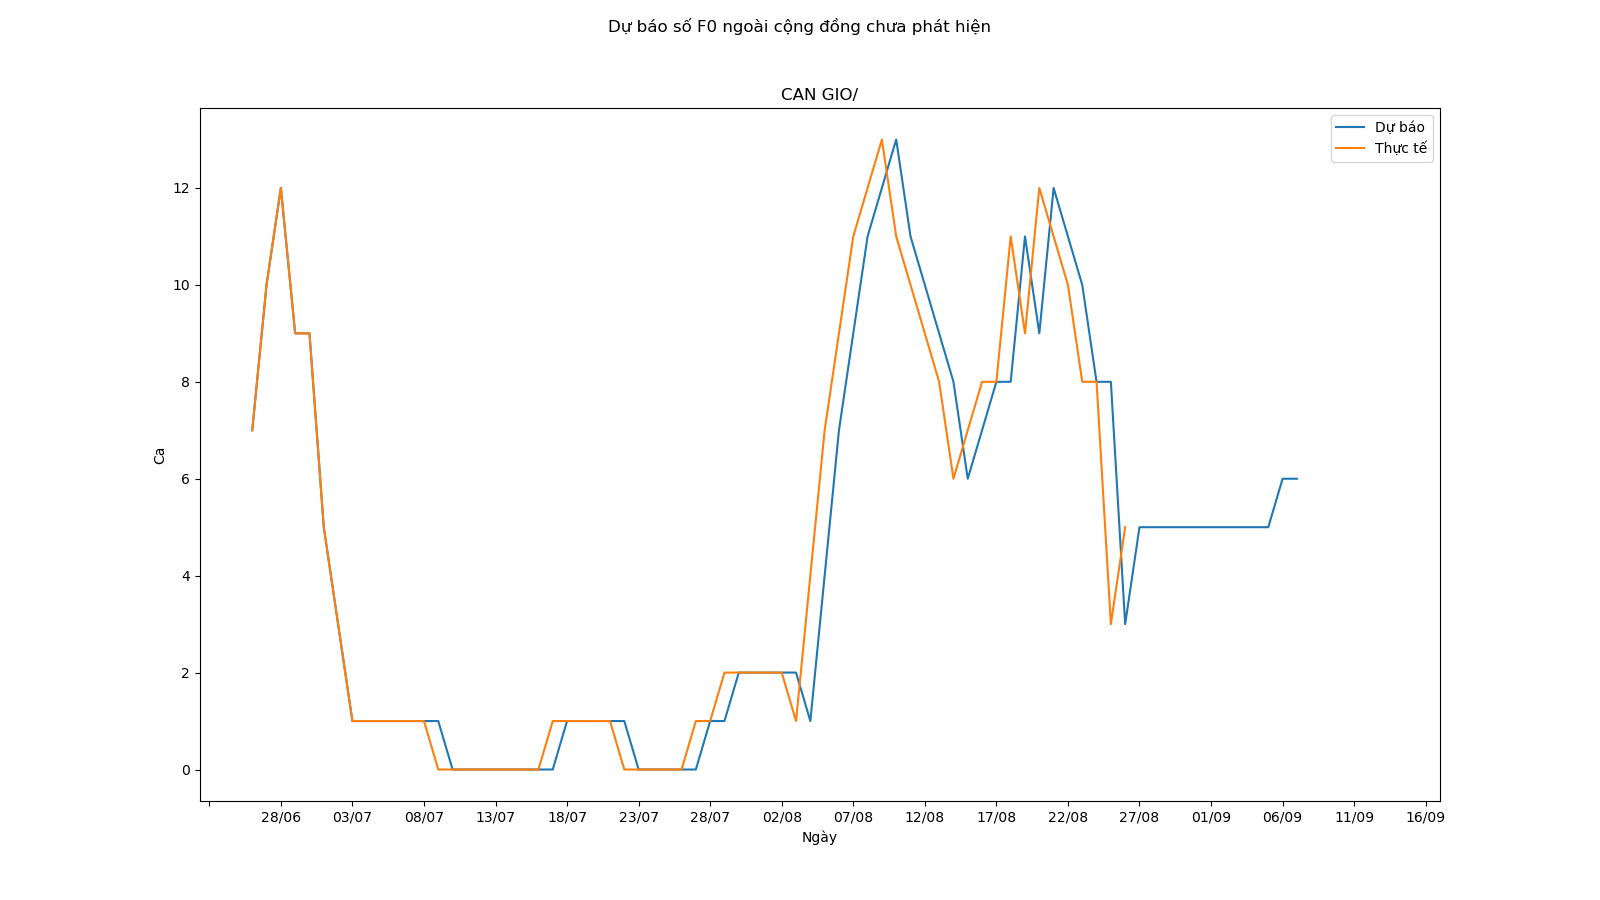 Dự báo số F0 ngoài cộng đồng chưa phát hiện
CAN GIO/
Dự báo
Thực tế
12
10
8
6
4
2
0
Ca
28/06 03/07 08/07 13/07 18/07 23/07 28/07 02/08 07/08 12/08 17/08 22/08 27/08 01/09 06/09 11/09 16/09
Ngày